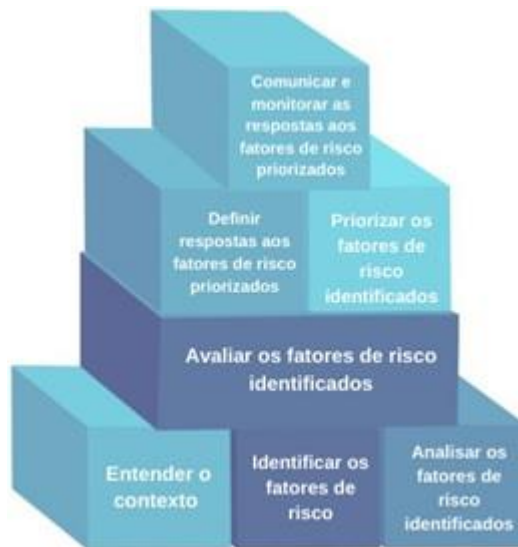 Comunicar e
monitorar as
respostas aos
fatores de risco
priorizados
Definir
respostas aos
fatores de risco
priorizados
Priorizar os
fatores de
risco
identificados
Avaliar os fatores de risco
identificados
Entender o
contexto
Identificar os
fatores de
risco
Analisar os
fatores de
risco
identificados